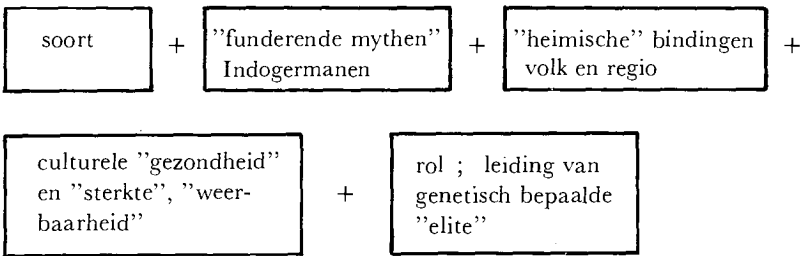 soort + ”funderende mythen” + ”heimische” bindingen +
Indogermanen volk en regio
culturele ”gezondheid” rol ; leiding van
en ”sterkte”, ”weer- + genetisch bepaalde
baarheid” ”elite”